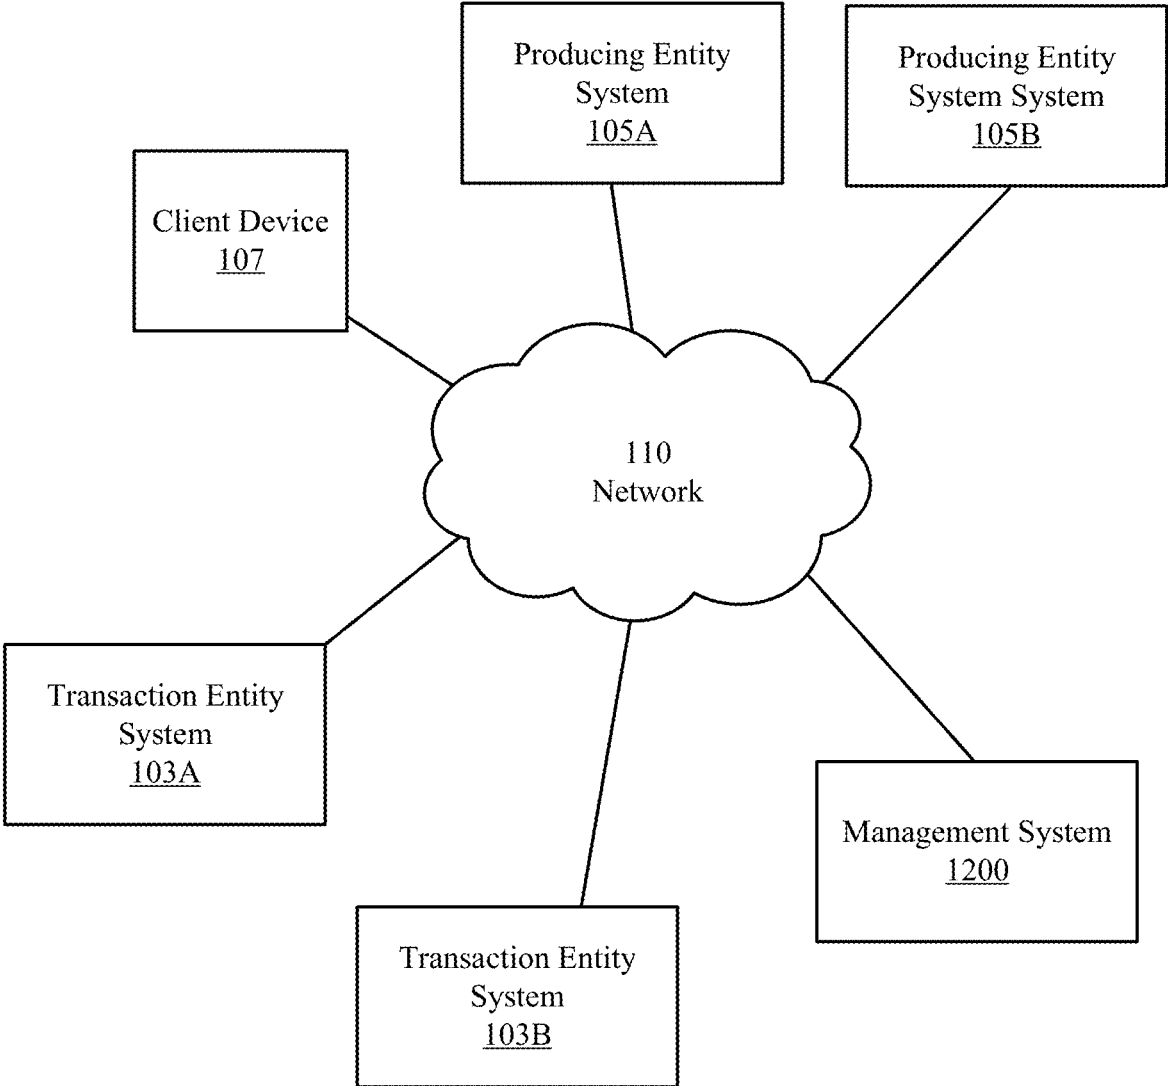 Producing Entity
System
105A
Producing Entity
System System
105B
Client Device
107
110
Network
Transaction Entity
System
103A
Management System
1200
Transaction Entity
System
103B